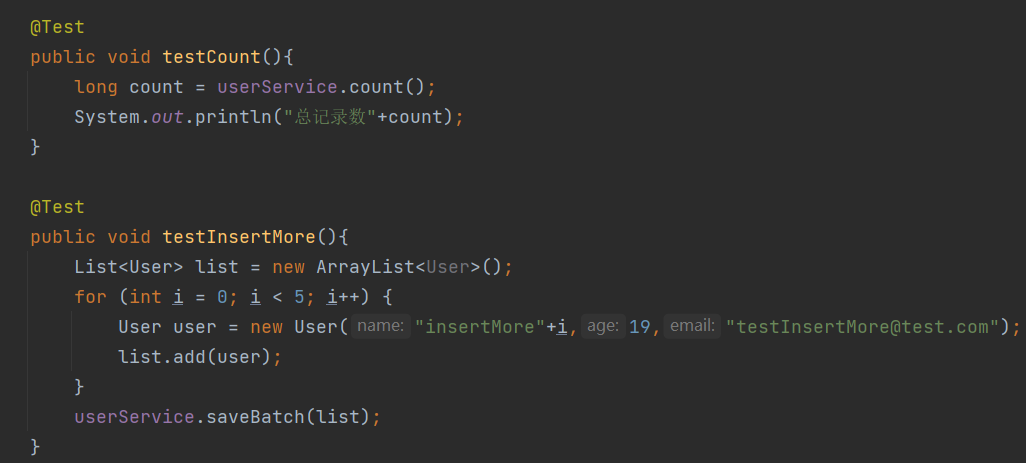 @Test
public void testCount(){
    long count = userService.count();
    System.out.println("总记录数"+count);
}
@Test
public void testInsertMore(){
    List<User> list = new ArrayList<User>();
    for (int i = 0; i < 5; i++) {
        User user = new User( name: "insertMore"+i, age: 19, email: "testInsertMore@test.com");
        list.add(user);
    }
    userService.saveBatch(list);
}